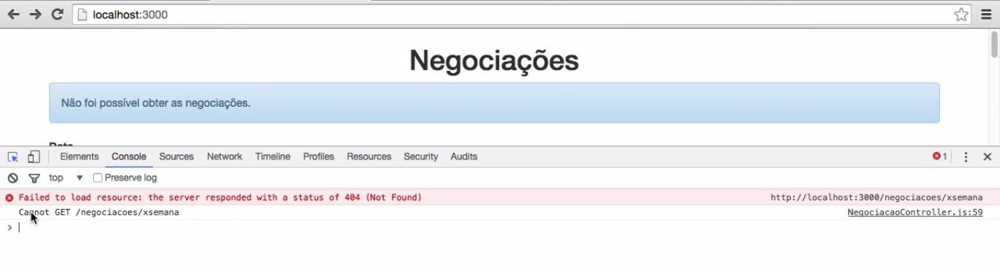 localhost:3000
Negociações
Não foi possível obter as negociações.
Data
Elements Console Sources Network Timeline Profiles Resources Security Audits 1
top Preserve log
Failed to load resource: the server responded with a status of 404 (Not Found) http://localhost:3000/negociacoes/xsemana
Cannot GET /negociacoes/xsemana NegociacaoController.js:59